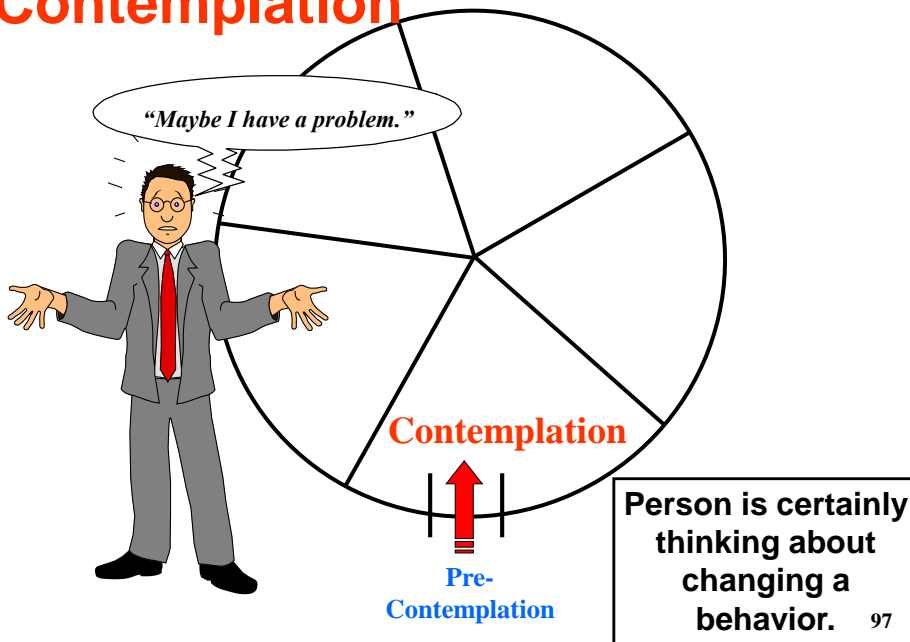 Contemplation
“Maybe I have a problem.”
Contemplation
Pre-
Contemplation
Person is certainly
thinking about
changing a
behavior.
97